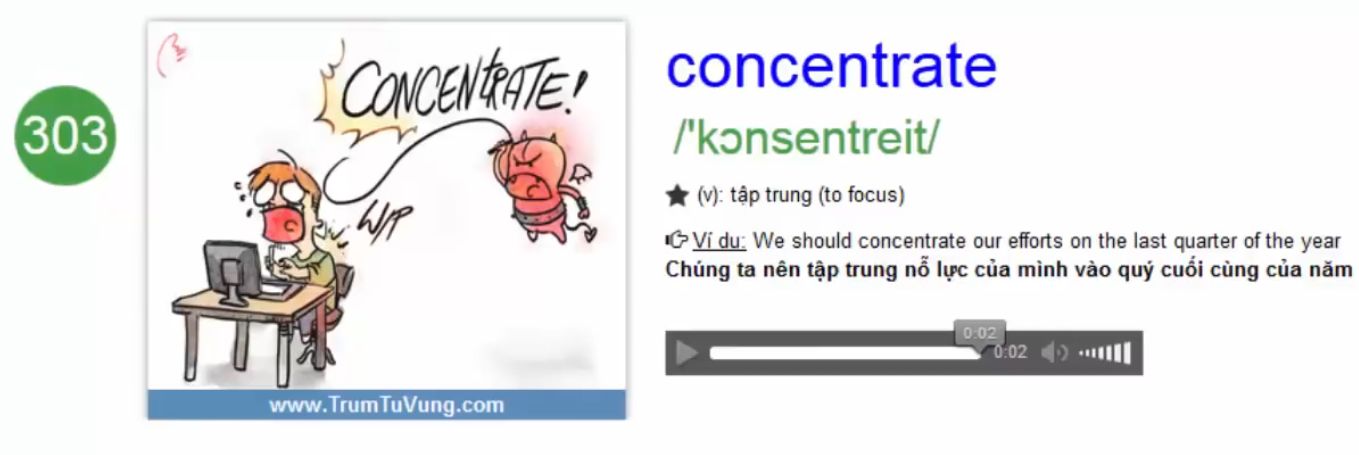 303
CONCENTRATE!
WIP
www.TrumTuVung.com
concentrate
/'kɔnsentreit/
(v): tập trung (to focus)
Ví du: We should concentrate our efforts on the last quarter of the year
Chúng ta nên tập trung nỗ lực của mình vào quý cuối cùng của năm
0:02
0:02